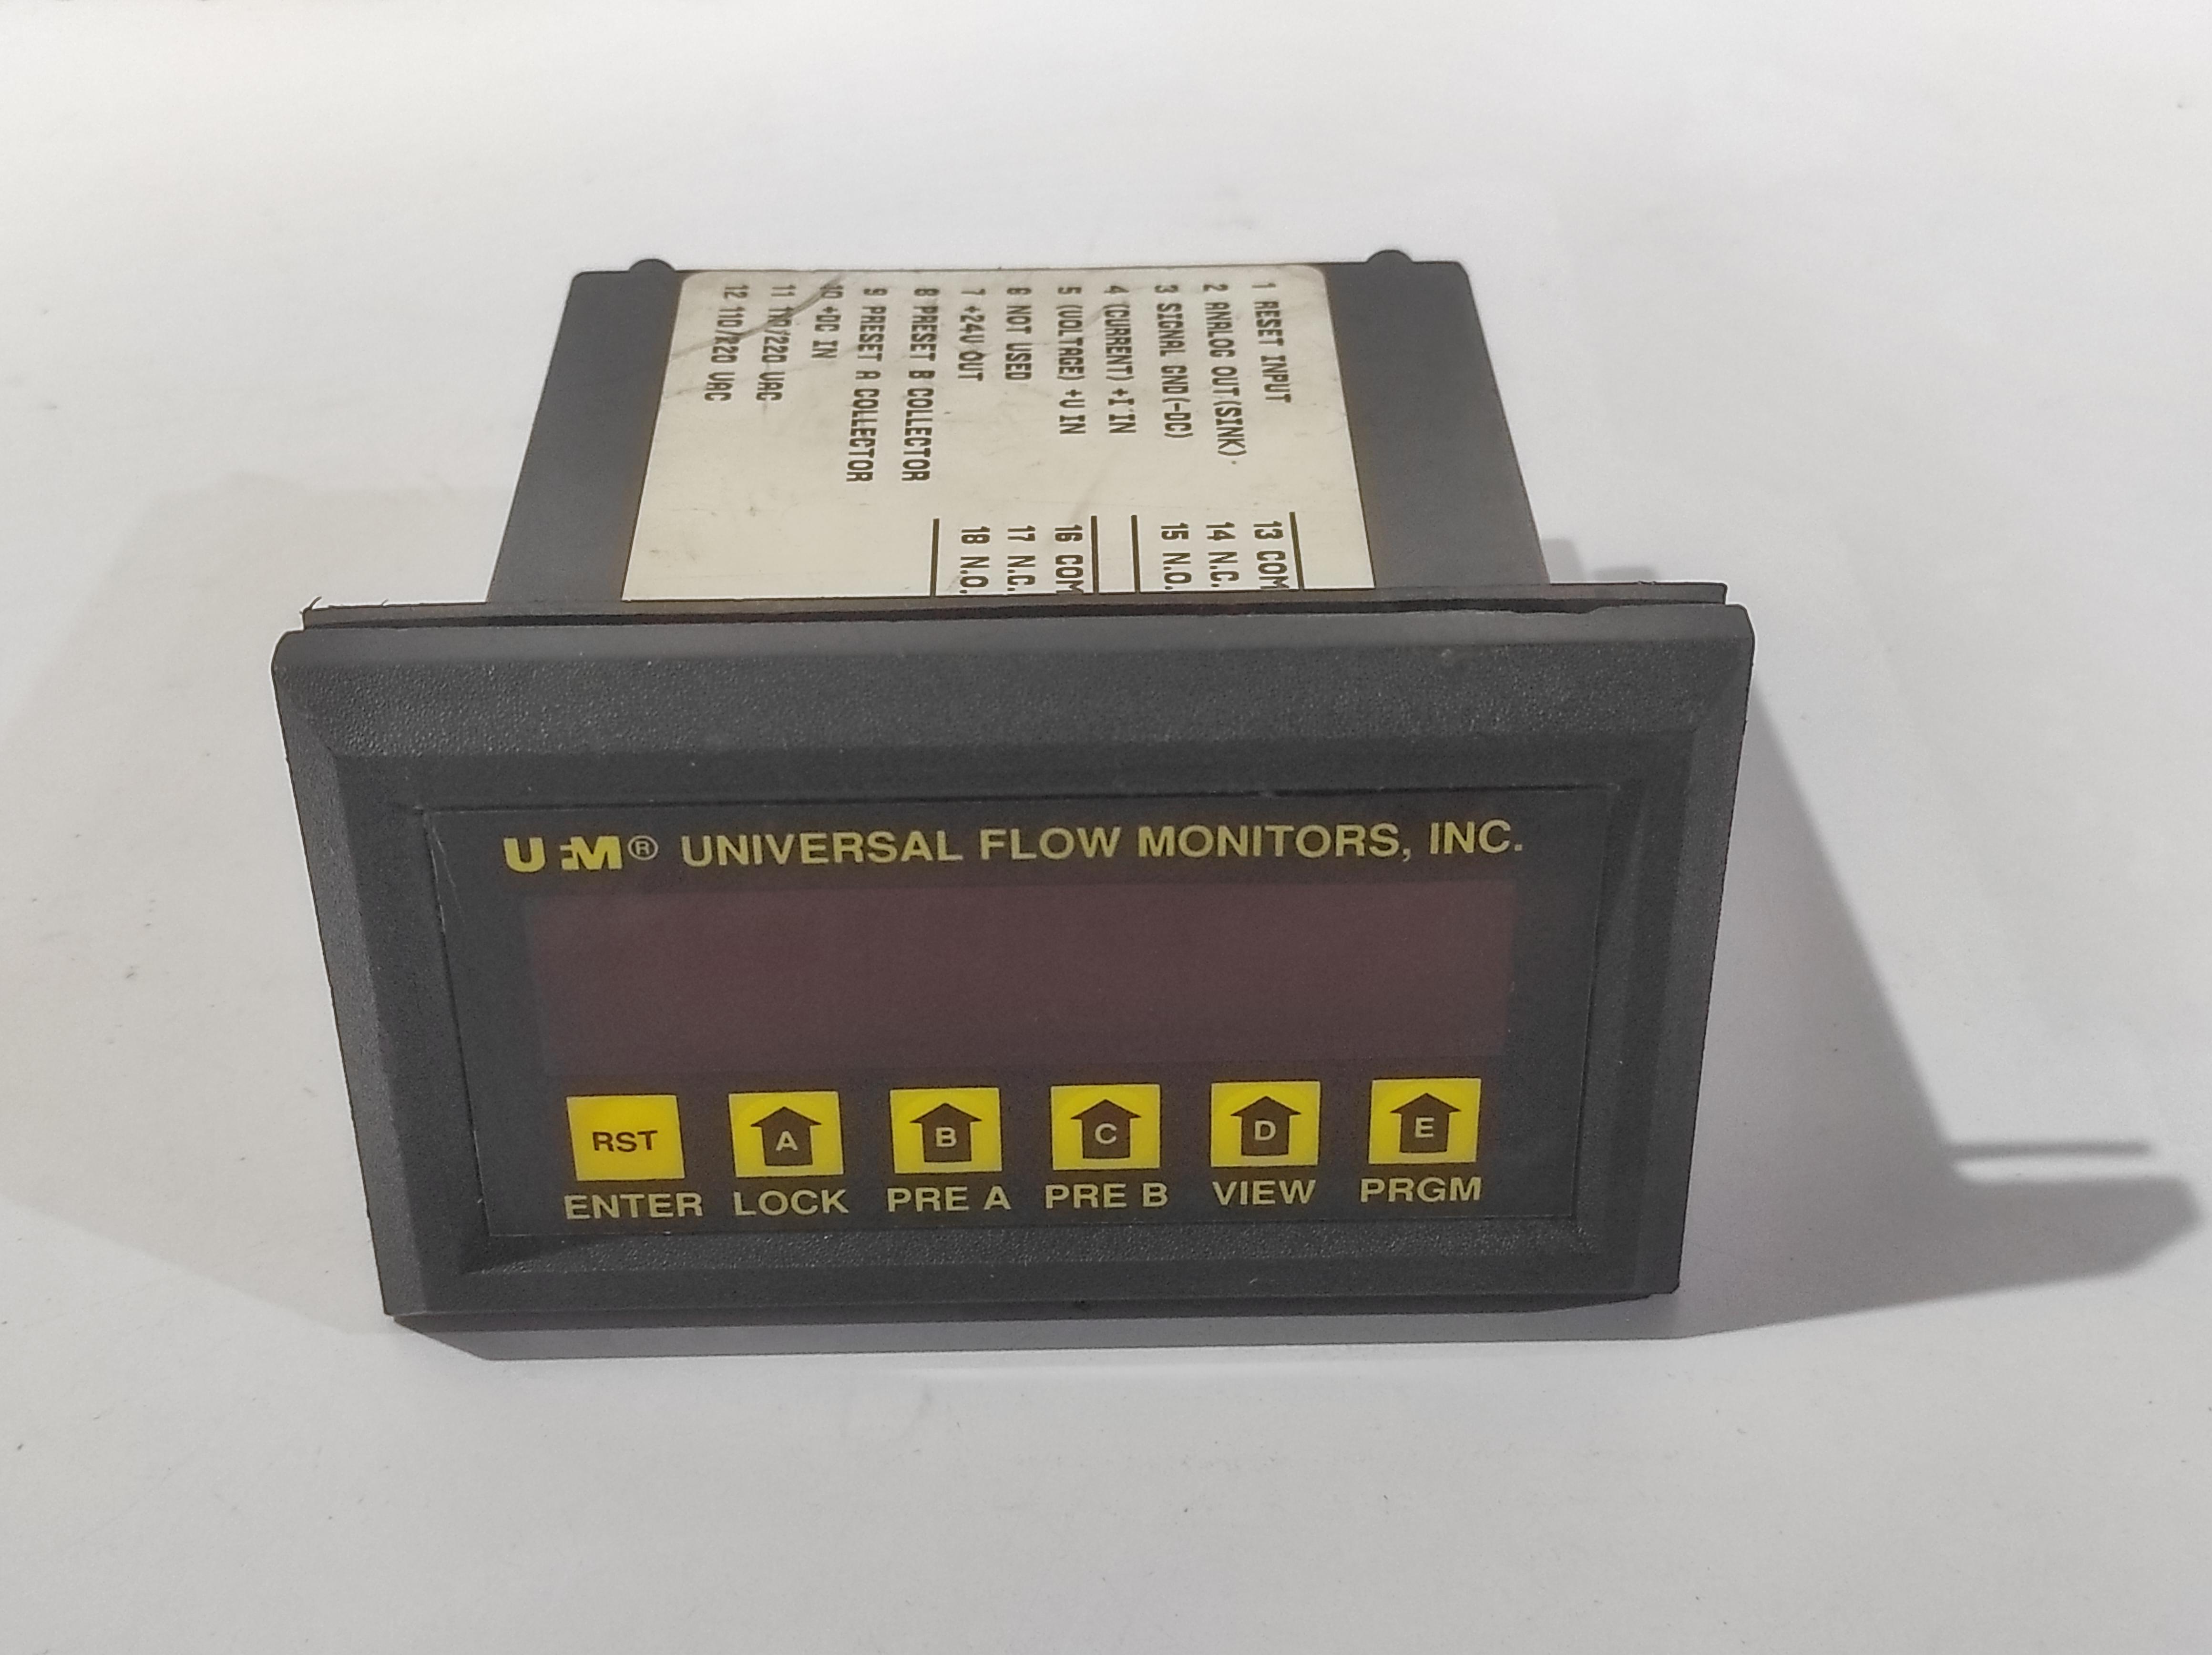 1 RESET INPUT
2 ANALOG OUT (SINK)
3 SIGNAL GND (-DC)
4 (CURRENT) +I IN
5 (VOLTAGE) +V IN
6 NOT USED
7 +24V OUT
8 PRESET B COLLECTOR
9 PRESET A COLLECTOR
10 +DC IN
11 110/220 VAC
12 110/220 VAC
13 COM
14 N.C.
15 N.O.
16 COM
17 N.C.
18 N.O.
UFM® UNIVERSAL FLOW MONITORS, INC.
RST A B C D E
ENTER LOCK PRE A PRE B VIEW PRGM